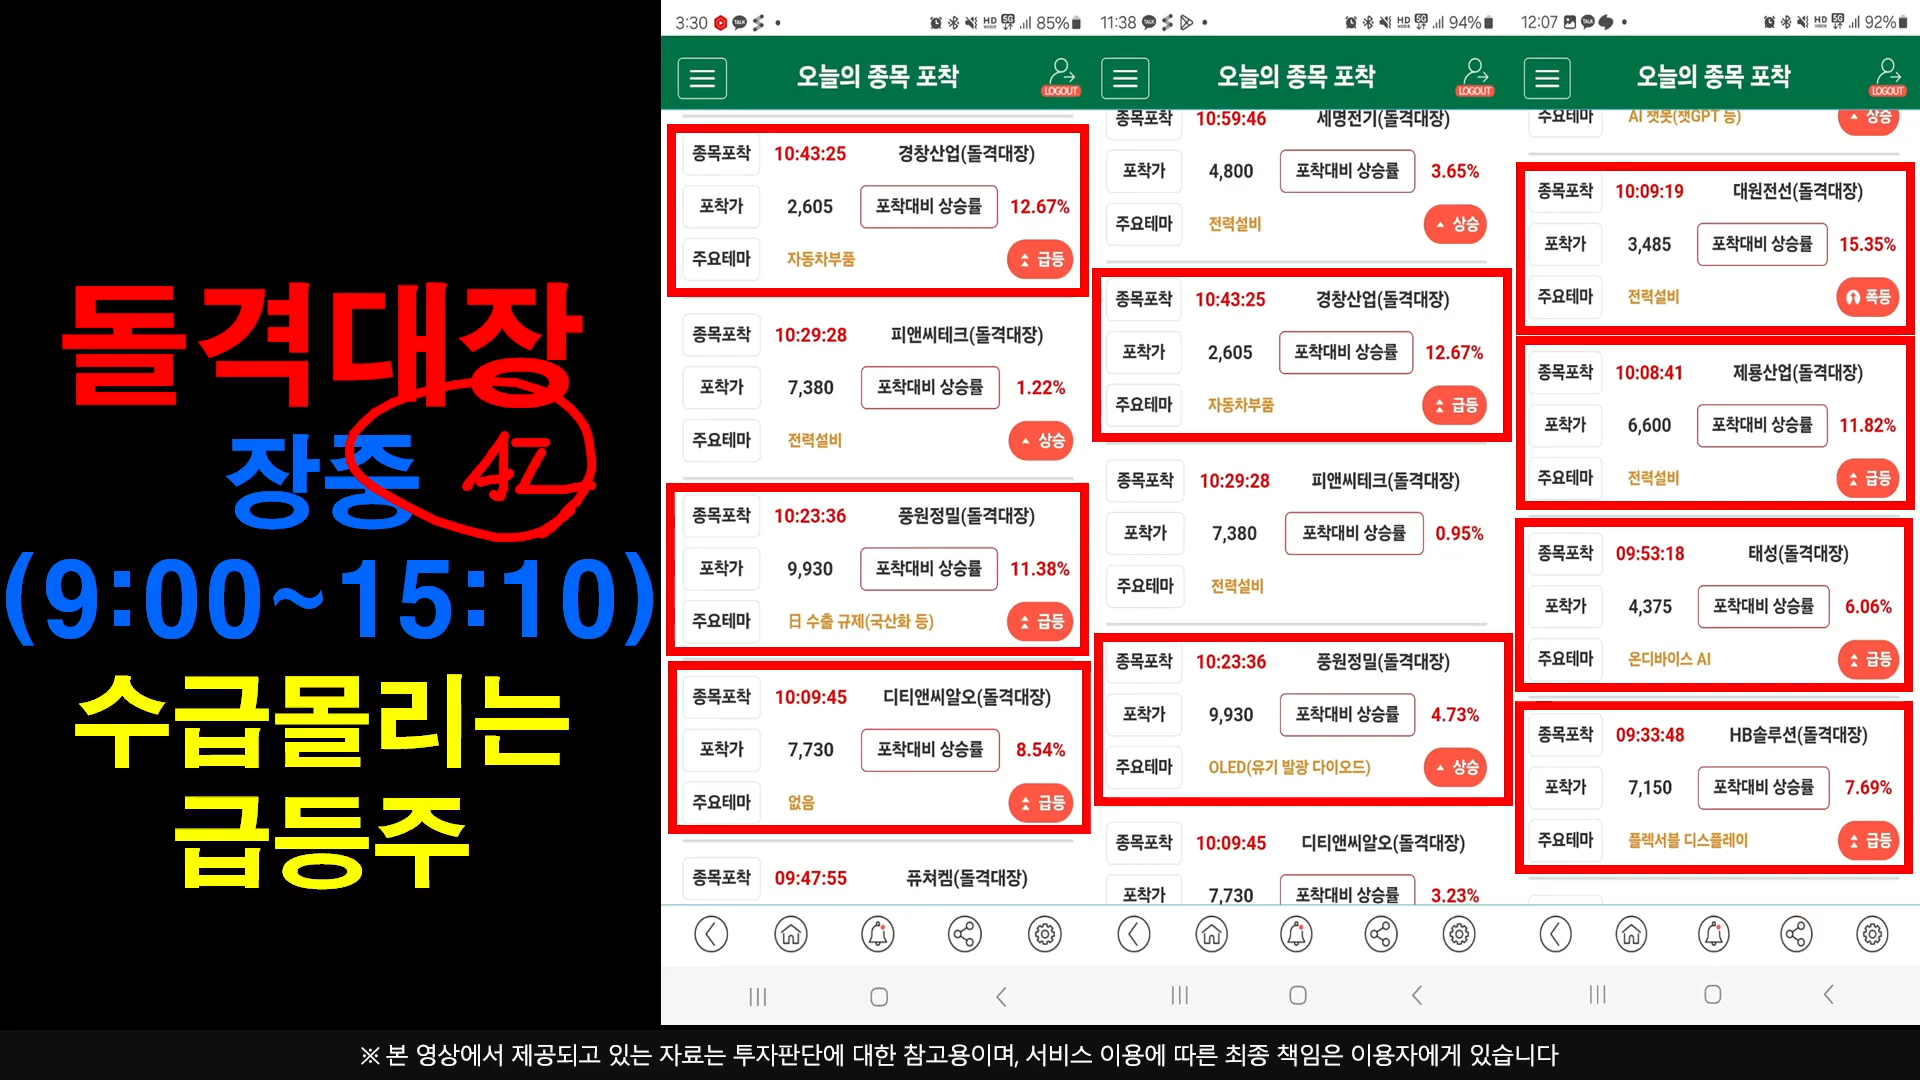 돌격대장
장중
AI
(9:00~15:10)
수급몰리는
급등주
3:30
85%
오늘의 종목 포착
LOGOUT
종목포착 10:43:25 경창산업(돌격대장)
포착가 2,605 포착대비 상승률 12.67%
주요테마 자동차부품 급등
종목포착 10:29:28 피앤씨테크(돌격대장)
포착가 7,380 포착대비 상승률 1.22%
주요테마 전력설비 상승
종목포착 10:23:36 풍원정밀(돌격대장)
포착가 9,930 포착대비 상승률 11.38%
주요테마 日 수출 규제(국산화 등) 급등
종목포착 10:09:45 디티앤씨알오(돌격대장)
포착가 7,730 포착대비 상승률 8.54%
주요테마 없음 급등
종목포착 09:47:55 퓨쳐켐(돌격대장)
11:38
94%
오늘의 종목 포착
LOGOUT
종목포착 10:59:46 세명전기(돌격대장)
포착가 4,800 포착대비 상승률 3.65%
주요테마 전력설비 상승
종목포착 10:43:25 경창산업(돌격대장)
포착가 2,605 포착대비 상승률 12.67%
주요테마 자동차부품 급등
종목포착 10:29:28 피앤씨테크(돌격대장)
포착가 7,380 포착대비 상승률 0.95%
주요테마 전력설비
종목포착 10:23:36 풍원정밀(돌격대장)
포착가 9,930 포착대비 상승률 4.73%
주요테마 OLED(유기 발광 다이오드) 상승
종목포착 10:09:45 디티앤씨알오(돌격대장)
포착가 7,730 포착대비 상승률 3.23%
12:07
92%
오늘의 종목 포착
LOGOUT
주요테마 AI 챗봇(챗GPT 등) 상승
종목포착 10:09:19 대원전선(돌격대장)
포착가 3,485 포착대비 상승률 15.35%
주요테마 전력설비 폭등
종목포착 10:08:41 제룡산업(돌격대장)
포착가 6,600 포착대비 상승률 11.82%
주요테마 전력설비 급등
종목포착 09:53:18 태성(돌격대장)
포착가 4,375 포착대비 상승률 6.06%
주요테마 온디바이스 AI 급등
종목포착 09:33:48 HB솔루션(돌격대장)
포착가 7,150 포착대비 상승률 7.69%
주요테마 플렉서블 디스플레이 급등
※ 본 영상에서 제공되고 있는 자료는 투자판단에 대한 참고용이며, 서비스 이용에 따른 최종 책임은 이용자에게 있습니다